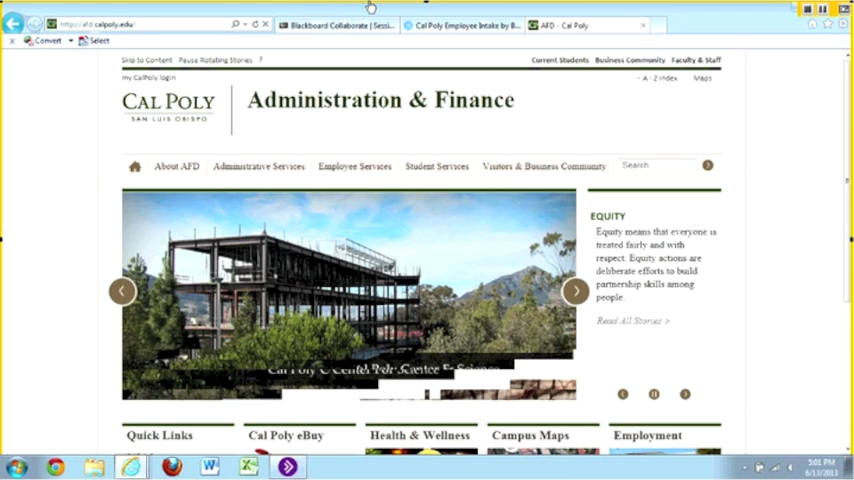 http://afd.calpoly.edu/
Blackboard Collaborate | Sessi...
Cal Poly Employee Intake by B...
AFD - Cal Poly
x Convert
Select
Skip to Content Pause Rotating Stories ?
Current Students Business Community Faculty & Staff
my CalPoly login
A - Z Index Maps
CAL POLY
SAN LUIS OBISPO
Administration & Finance
About AFD Administrative Services Employee Services Student Services Visitors & Business Community Search
EQUITY
Equity means that everyone is
treated fairly and with
respect. Equity actions are
deliberate efforts to build
partnership skills among
people.
Read All Stories >
Quick Links Cal Poly eBuy Health & Wellness Campus Maps Employment
5:01 PM
6/13/2013